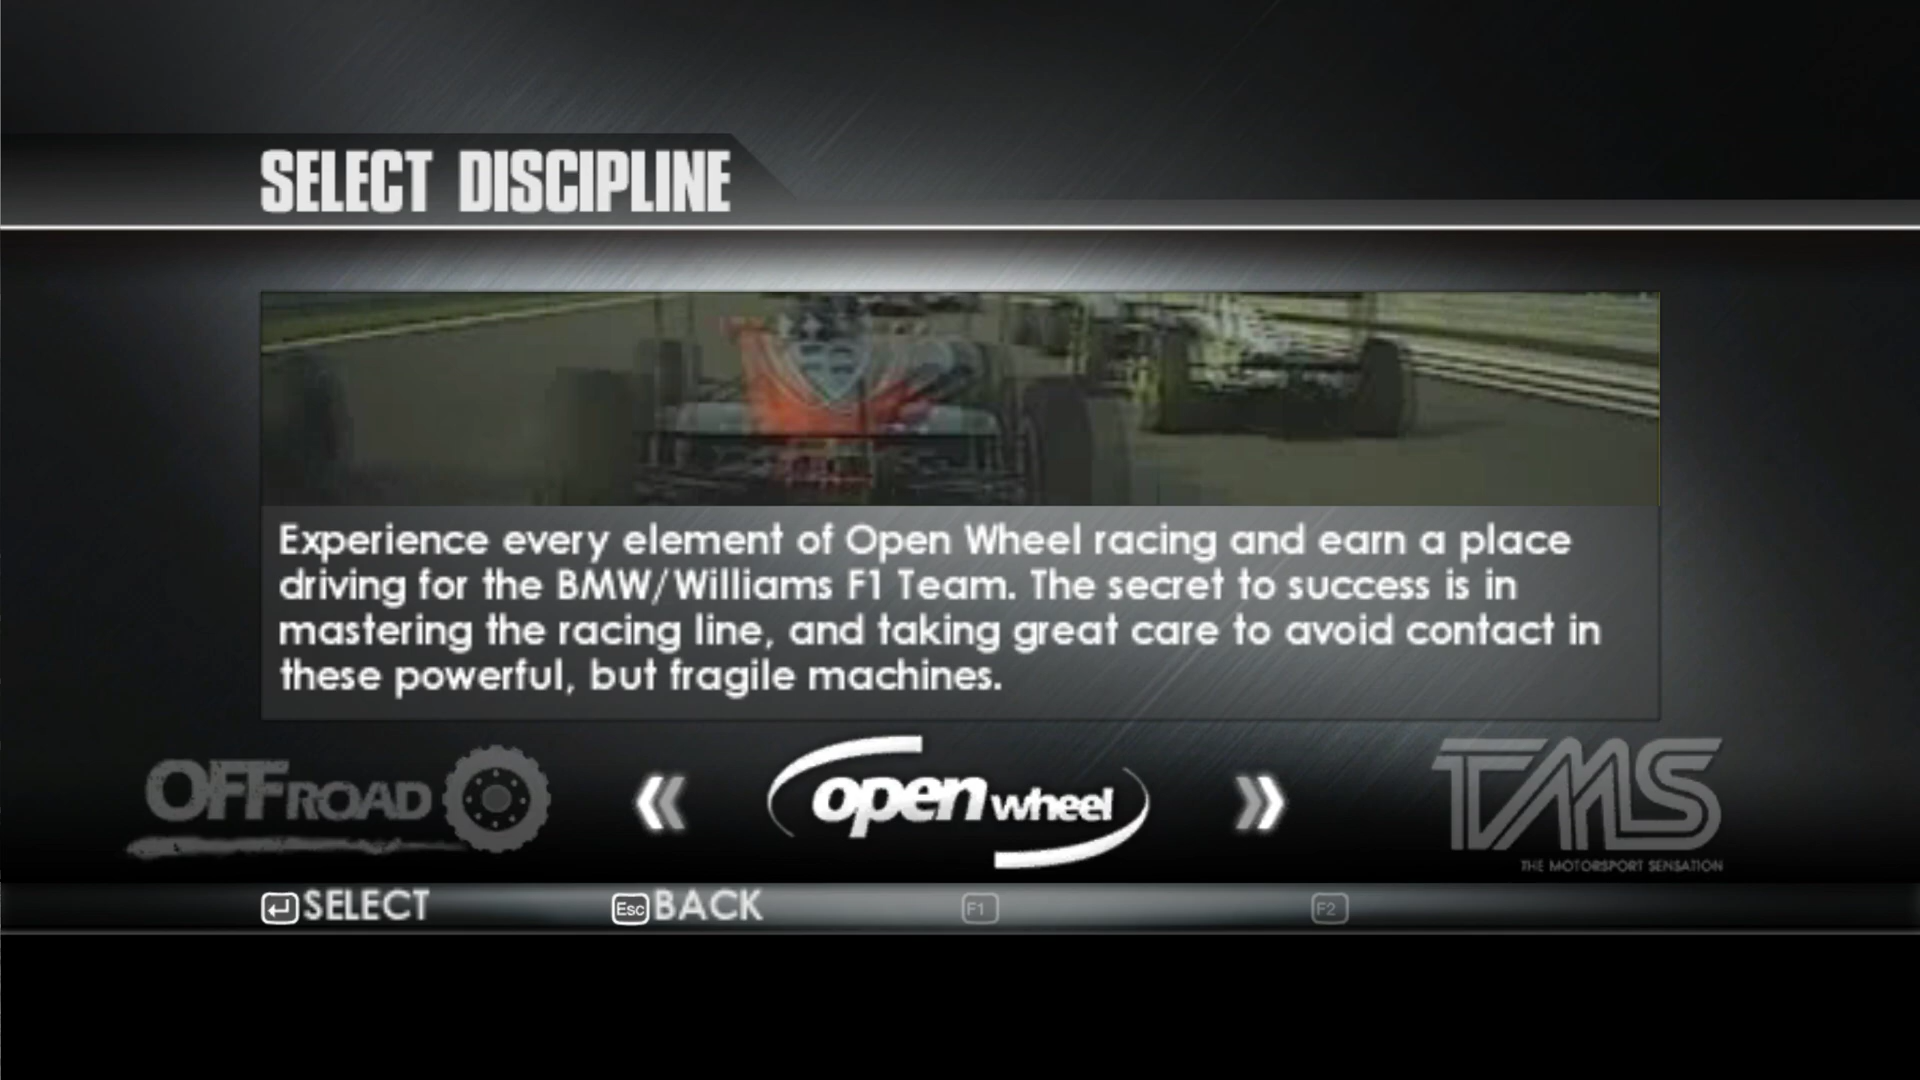 SELECT DISCIPLINE
Experience every element of Open Wheel racing and earn a place
driving for the BMW/Williams F1 Team. The secret to success is in
mastering the racing line, and taking great care to avoid contact in
these powerful, but fragile machines.
OFFROAD
open wheel
TMS
THE MOTORSPORT SENSATION
SELECT
Esc BACK
F1
F2